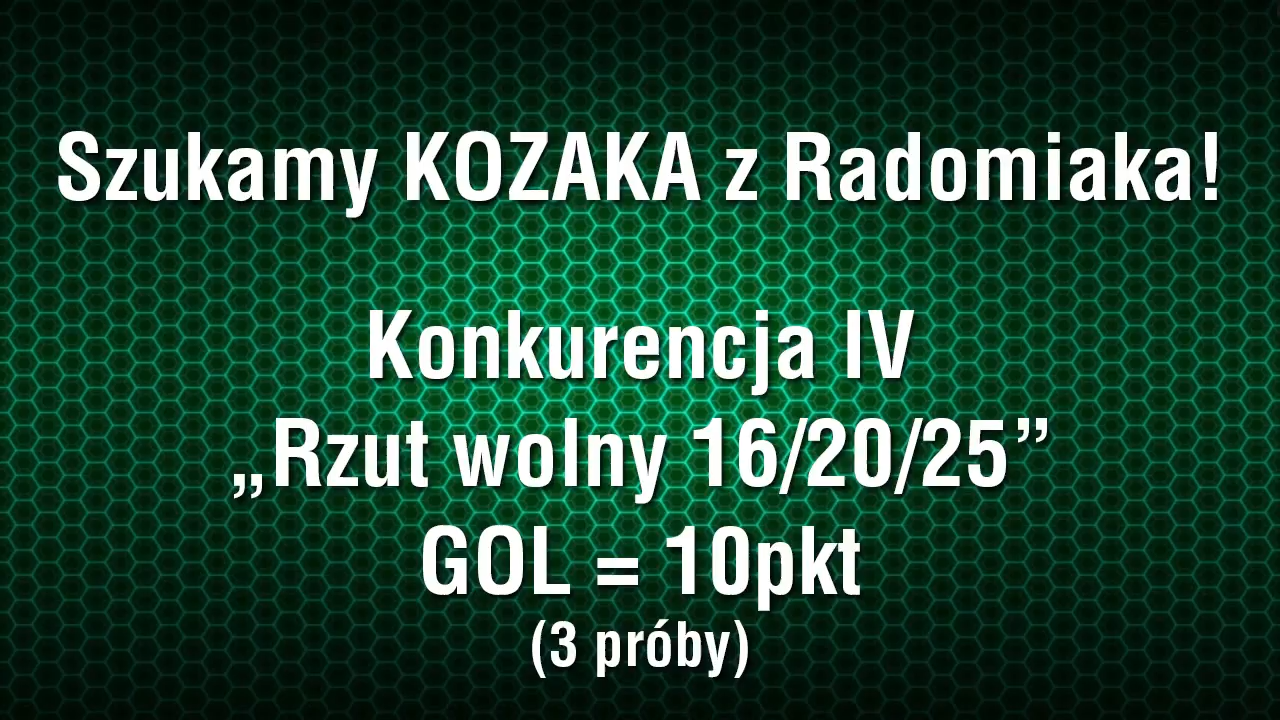 Szukamy KOZAKA z Radomiaka!
Konkurencja IV
„Rzut wolny 16/20/25”
GOL = 10pkt
(3 próby)